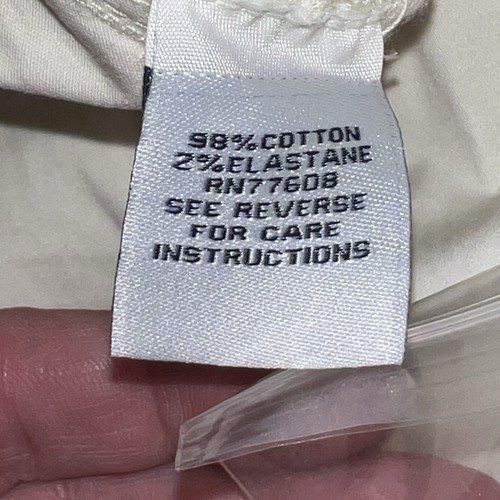 98%COTTON
2%ELASTANE
RN77608
SEE REVERSE
FOR CARE
INSTRUCTIONS